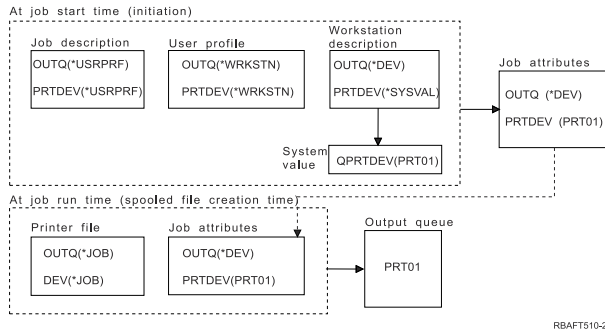 At job start time (initiation)
Job description
OUTQ(*USRPRF)
PRTDEV(*USRPRF)
User profile
OUTQ(*WRKSTN)
PRTDEV(*WRKSTN)
Workstation
description
OUTQ(*DEV)
PRTDEV(*SYSVAL)
System
value
QPRTDEV(PRT01)
Job attributes
OUTQ (*DEV)
PRTDEV (PRT01)
At job run time (spooled file creation time)
Printer file
OUTQ(*JOB)
DEV(*JOB)
Job attributes
OUTQ(*DEV)
PRTDEV(PRT01)
Output queue
PRT01
RBAFT510-2